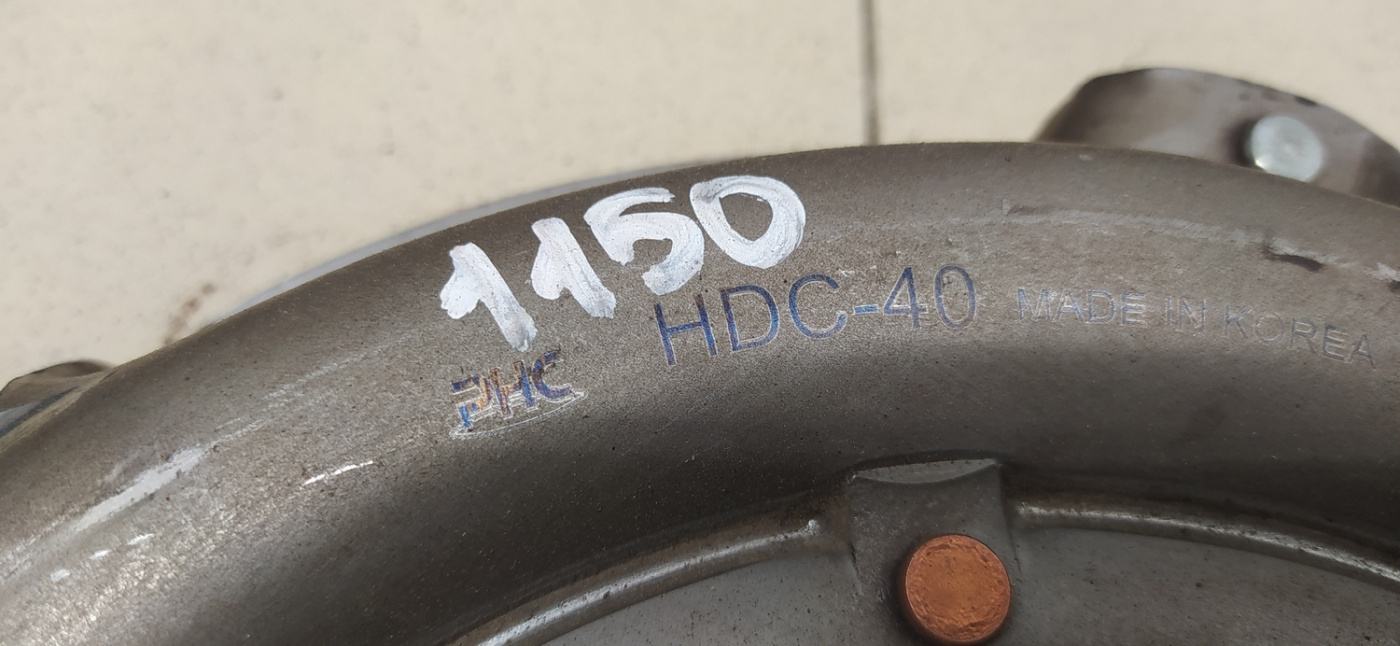 1150
PHC HDC-40 MADE IN KOREA